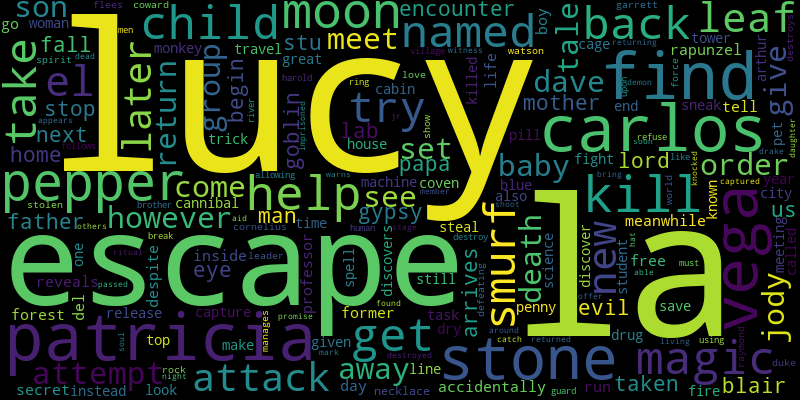 lucy
la
escape
patricia
stone
vega
carlos
find
pepper
kill
magic
smurf
child
moon
named
back
leaf
encounter
meet
tale
dave
try
help
see
get
attack
attempt
away
take
later
el
son
fall
stop
next
home
father
however
come
man
cannibal
return
group
begin
stu
great
goblin
lab
papa
set
coven
gypsy
house
trick
travel
monkey
woman
go
flees
coward
men
spirit
dead
appears
follows
stolen
brother
others
aid
cornelius
time
inside
eye
despite
reveals
forest
del
one
release
capture
break
passed
ritual
leader
professor
spell
discovers
still
found
human
stage
former
promise
given
mark
make
top
manages
dry
task
line
day
necklace
destroyed
secret
instead
look
rock
night
soul
machine
cabin
love
ring
harold
imprisoned
river
allowing
warns
member
shoot
show
jr
village
witness
watson
killed
life
cage
boy
garrett
returning
tower
rapunzel
arthur
give
destroys
mother
end
sneak
tell
pet
force
demon
upon
pill
baby
fight
lord
order
like
knocked
year
daughter
drake
blue
also
refuse
soon
bring
world
captured
known
city
us
called
meeting
meanwhile
new
death
steal
destroy
arrives
defeating
science
penny
student
discover
hat
able
free
must
save
evil
offer
drug
living
using
around
catch
returned
accidentally
guard
run
taken
fire
blair
raymond
duke
jody